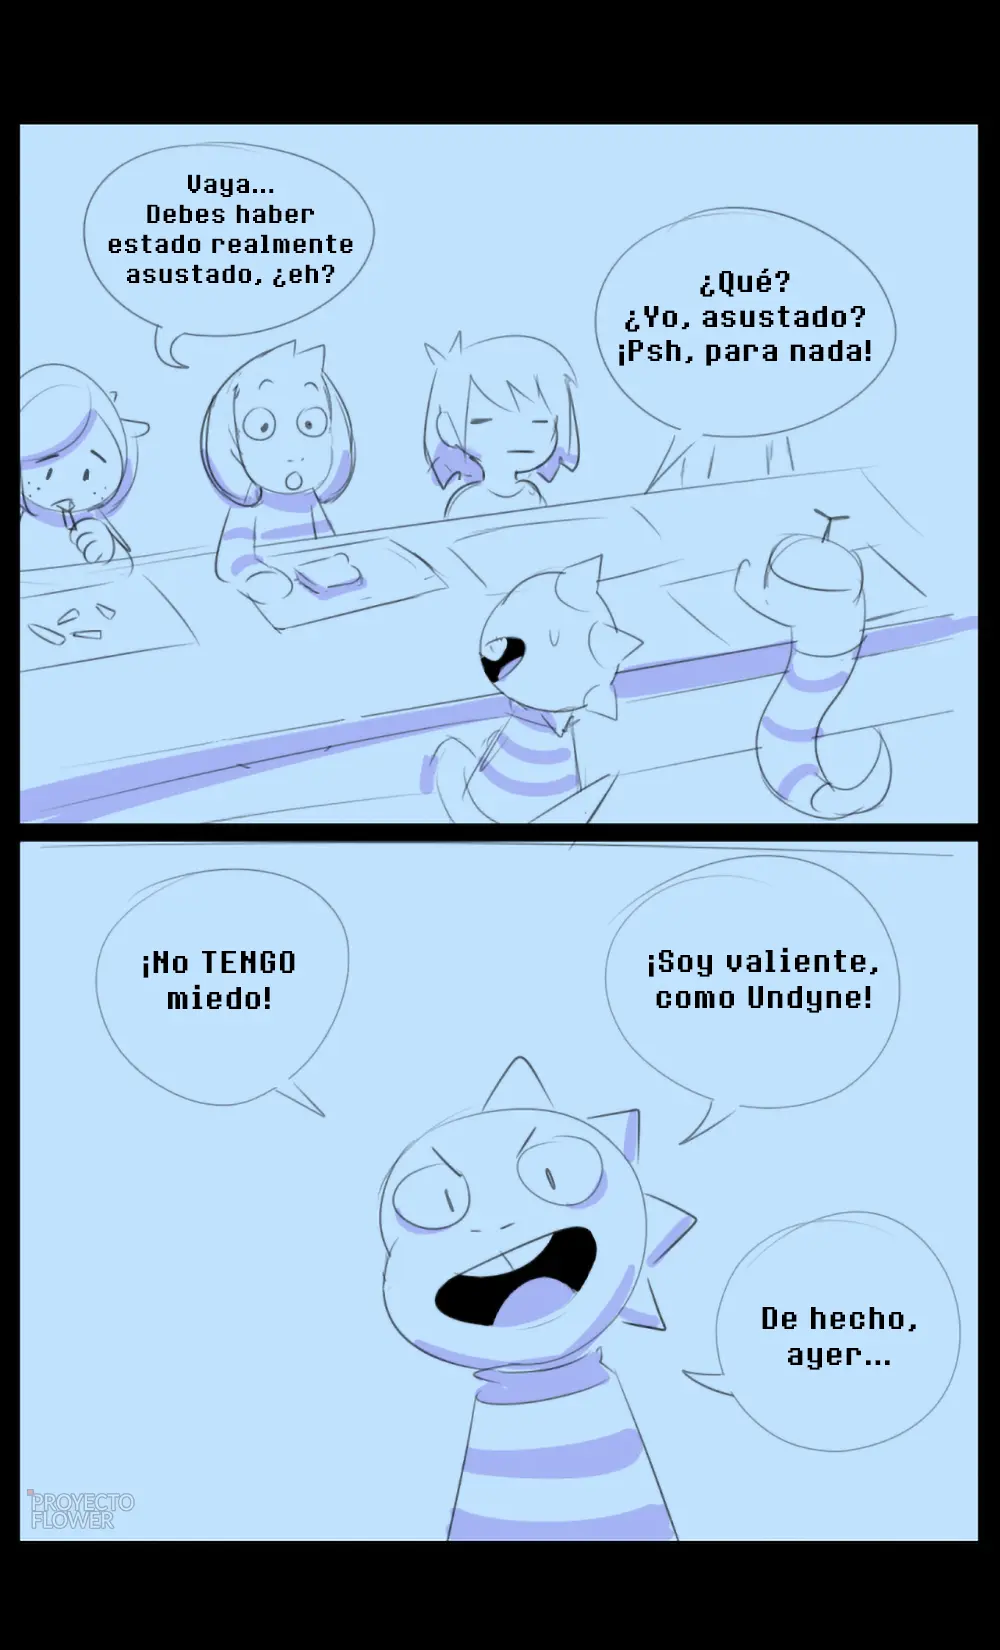 Vaya...
Debes haber
estado realmente
asustado, ¿eh?
¿Qué?
¿Yo, asustado?
¡Psh, para nada!
¡No TENGO
miedo!
¡Soy valiente,
como Undyne!
De hecho,
ayer...
PROYECTO
FLOWER